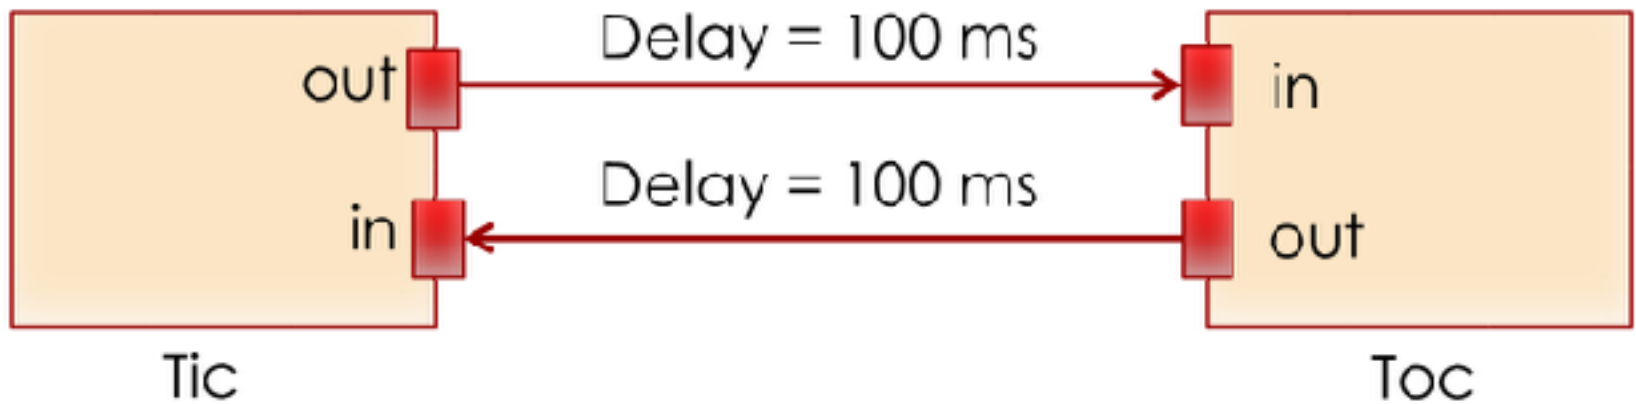 Delay = 100 ms
out
in
Delay = 100 ms
in
out
Tic
Toc